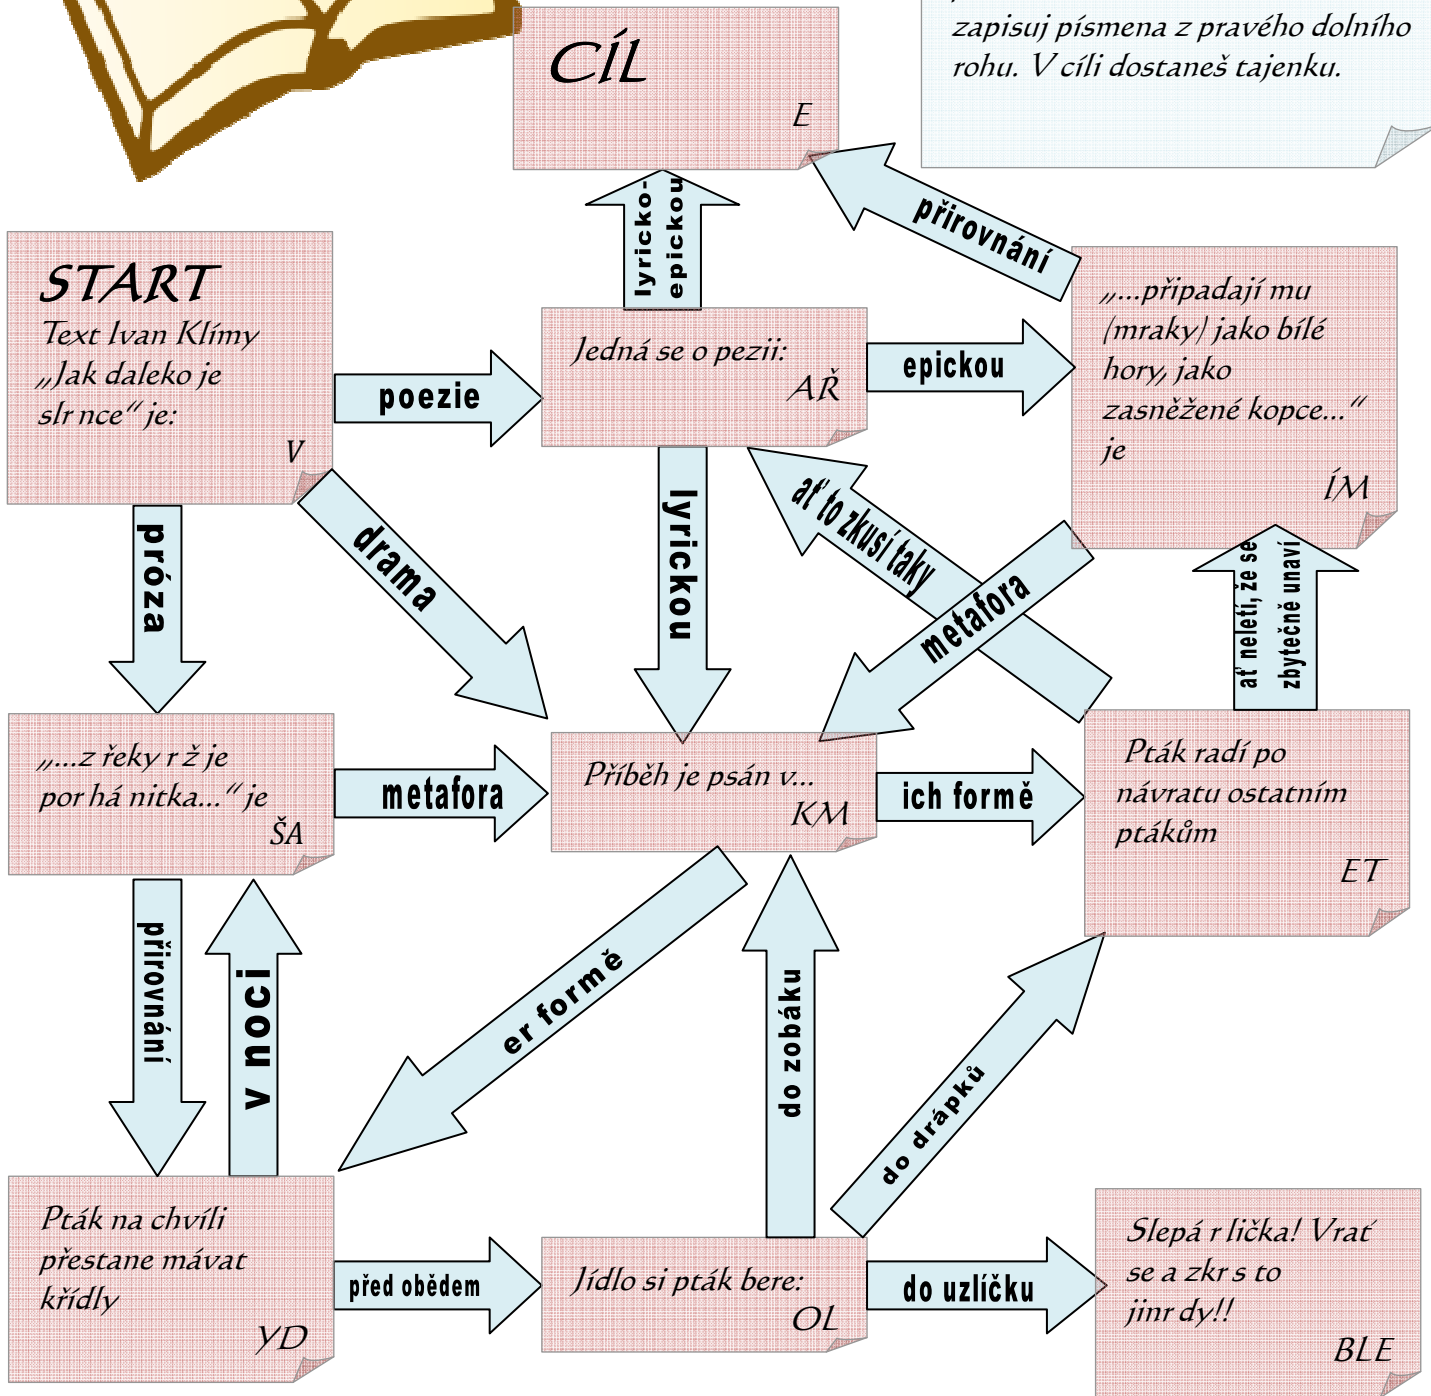 zapisuj písmena z pravého dolního
rohu. V cíli dostaneš tajenku.
CÍL
E
lyricko-
epickou
přirovnání
START
Text Ivan Klímy
„Jak daleko je
slr nce“ je:
V
poezie
Jedná se o pezii:
AŘ
epickou
„...připadají mu
(mraky) jako bílé
hory, jako
zasněžené kopce...“
je
ÍM
próza
drama
lyrickou
ať to zkusí taky
metafora
ať neletí, že se
zbytečně unaví
„...z řeky r ž je
por há nitka...“ je
ŠA
metafora
Příběh je psán v...
KM
ich formě
Pták radí po
návratu ostatním
ptákům
ET
přirovnání
v noci
er formě
do zobáku
do drápků
Pták na chvíli
přestane mávat
křídly
YD
před obědem
Jídlo si pták bere:
OL
do uzlíčku
Slepá r lička! Vrať
se a zkr s to
jinr dy!!
BLE